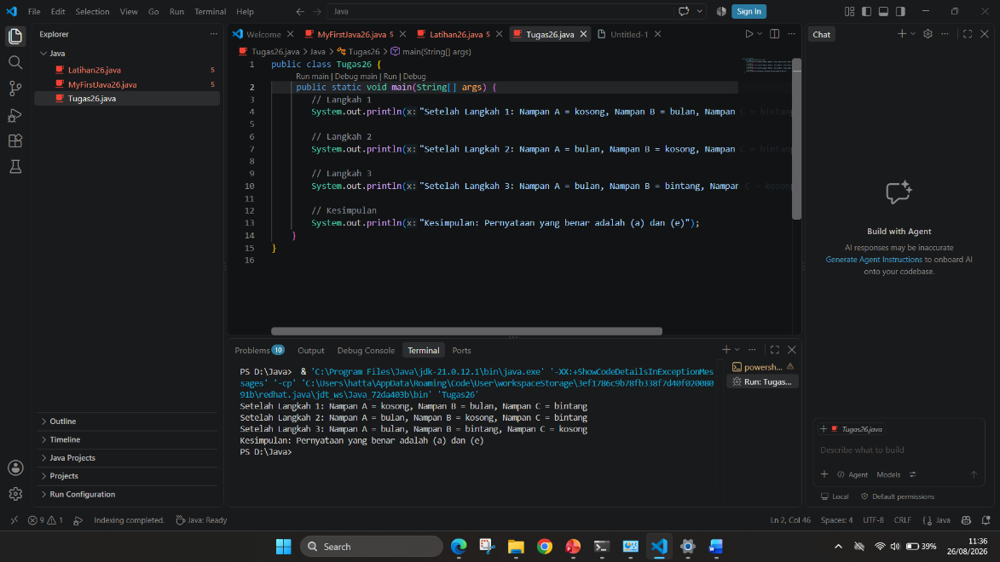 File Edit Selection View Go Run Terminal Help
Java
Sign In
Explorer
Java
Latihan26.java 5
MyFirstJava26.java 5
Tugas26.java
Outline
Timeline
Java Projects
Projects
Run Configuration
Welcome MyFirstJava26.java 5 Latihan26.java 5 Tugas26.java Untitled-1
Tugas26.java > Java > Tugas26 > main(String[] args)
1 public class Tugas26 {
Run main | Debug main | Run | Debug
2 public static void main(String[] args) {
3 // Langkah 1
4 System.out.println(x: "Setelah Langkah 1: Nampan A = kosong, Nampan B = bulan, Nampan C = bintang
5
6 // Langkah 2
7 System.out.println(x: "Setelah Langkah 2: Nampan A = bulan, Nampan B = kosong, Nampan C = bintang
8
9 // Langkah 3
10 System.out.println(x: "Setelah Langkah 3: Nampan A = bulan, Nampan B = bintang, Nampan C = kosong
11
12 // Kesimpulan
13 System.out.println(x: "Kesimpulan: Pernyataan yang benar adalah (a) dan (e)");
14 }
15 }
16
Problems 10 Output Debug Console Terminal Ports
PS D:\Java> & 'C:\Program Files\Java\jdk-21.0.12.1\bin\java.exe' '-XX:+ShowCodeDetailsInExceptionMes
sages' '-cp' 'C:\Users\hatta\AppData\Roaming\Code\User\workspaceStorage\3ef1786c9b78fb338f7d40f020080
91b\redhat.java\jdt_ws\Java_72da403b\bin' 'Tugas26'
Setelah Langkah 1: Nampan A = kosong, Nampan B = bulan, Nampan C = bintang
Setelah Langkah 2: Nampan A = bulan, Nampan B = kosong, Nampan C = bintang
Setelah Langkah 3: Nampan A = bulan, Nampan B = bintang, Nampan C = kosong
Kesimpulan: Pernyataan yang benar adalah (a) dan (e)
PS D:\Java>
powersh...
Run: Tugas...
Chat
Build with Agent
AI responses may be inaccurate
Generate Agent Instructions to onboard AI
onto your codebase.
Tugas26.java
Describe what to build
Agent Models
Local Default permissions
9 1 Indexing completed. Java: Ready Ln 2, Col 46 Spaces: 4 UTF-8 CRLF {} Java
Search
39%
11:36
26/08/2026